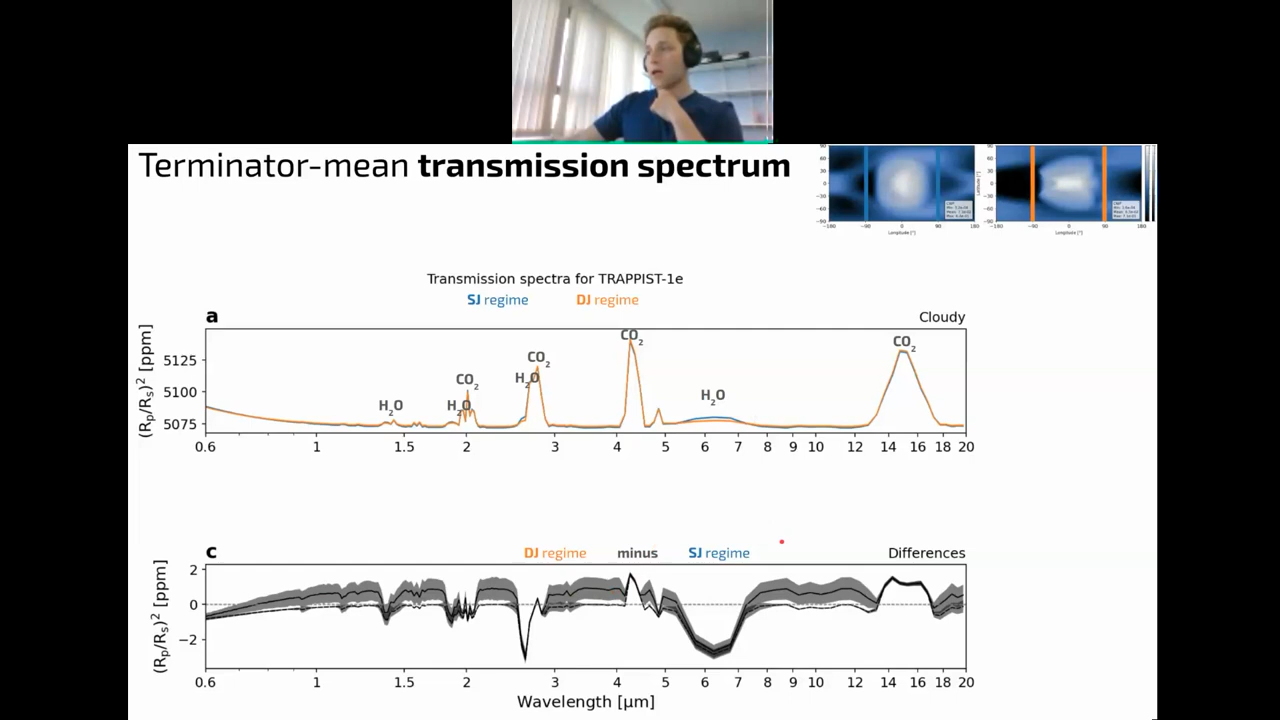 Terminator-mean transmission spectrum
Transmission spectra for TRAPPIST-1e
SJ regime DJ regime
a Cloudy
(Rp/Rs)² [ppm]
5125
5100
5075
H₂O
H₂O
CO₂
H₂O
CO₂
CO₂
H₂O
CO₂
0.6 1 1.5 2 3 4 5 6 7 8 9 10 12 14 16 18 20
c DJ regime minus SJ regime Differences
(Rp/Rs)² [ppm]
2
0
−2
0.6 1 1.5 2 3 4 5 6 7 8 9 10 12 14 16 18 20
Wavelength [μm]